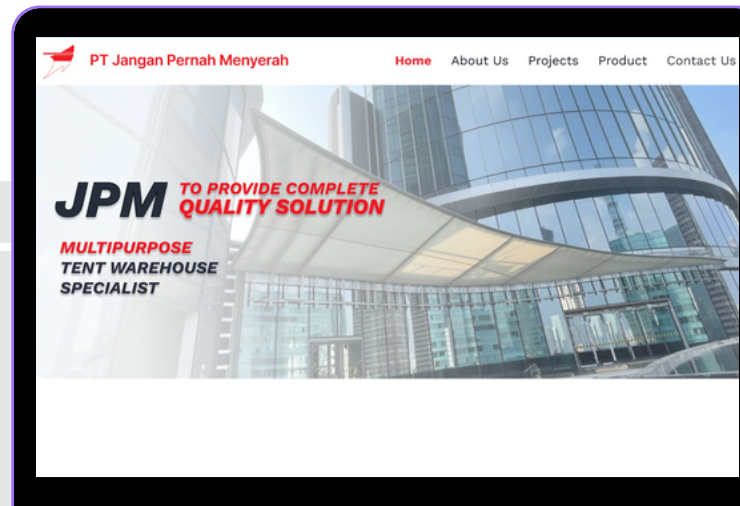 PT Jangan Pernah Menyerah
Home About Us Projects Product Contact Us
JPM TO PROVIDE COMPLETE
QUALITY SOLUTION
MULTIPURPOSE
TENT WAREHOUSE
SPECIALIST